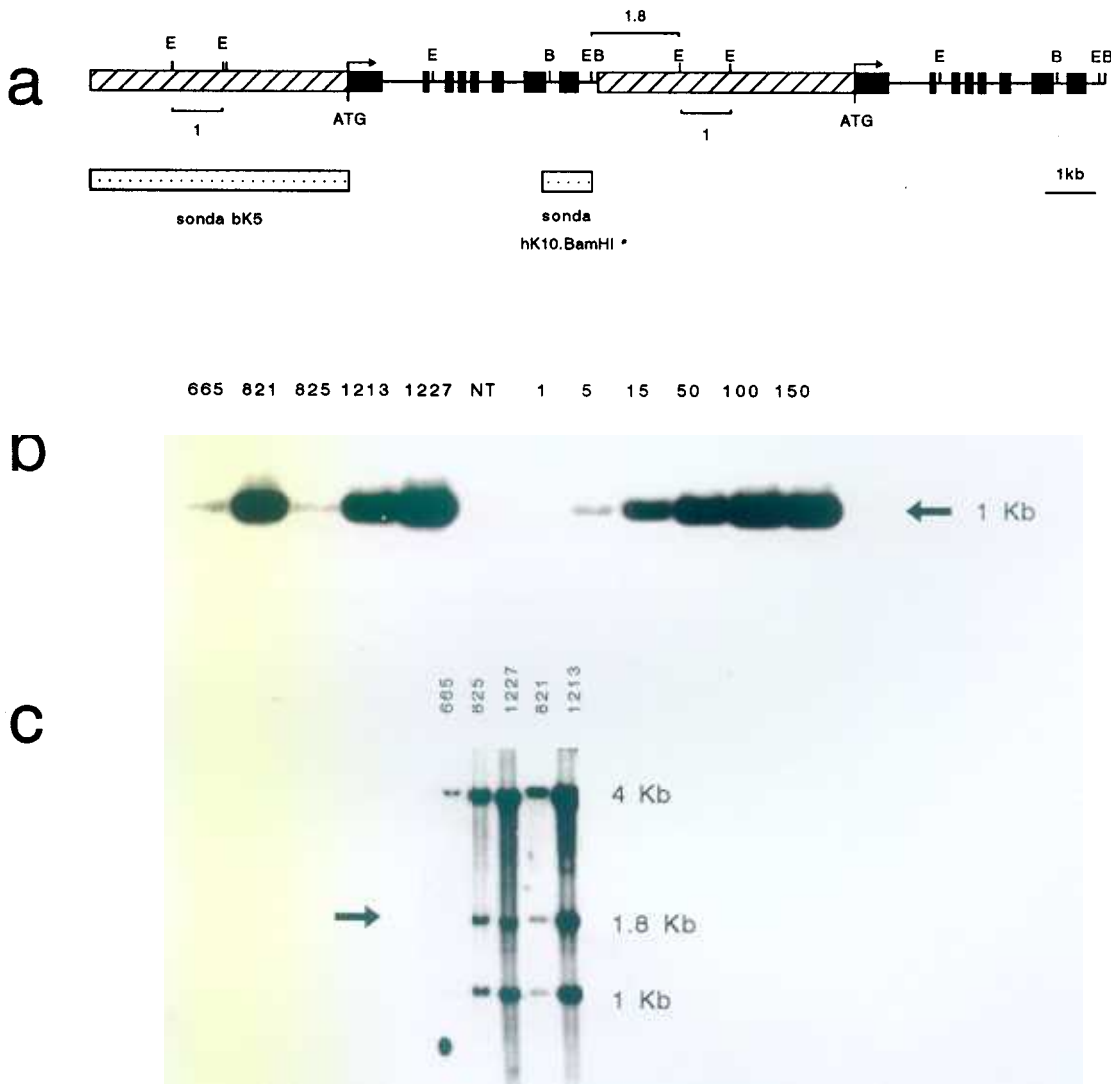 1.8
E E E B EB E E E B EB
a
1 ATG 1 ATG
1kb
sonda bK5 sonda
hK10.BamHI *
665 821 825 1213 1227 NT 1 5 15 50 100 150
b
1 Kb
665 825 1227 821 1213
c
4 Kb
1.8 Kb
1 Kb